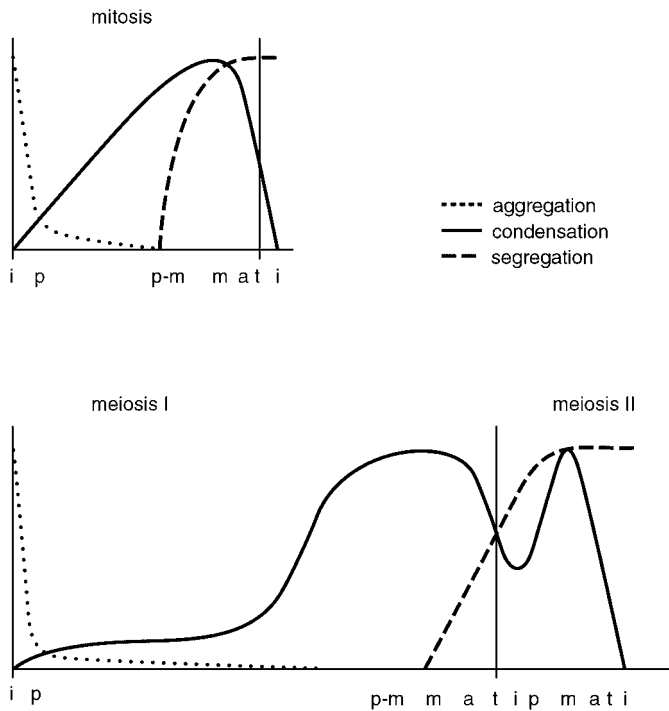 mitosis
aggregation
condensation
segregation
i p p-m m a t i
meiosis I meiosis II
i p p-m m a t i p m a t i